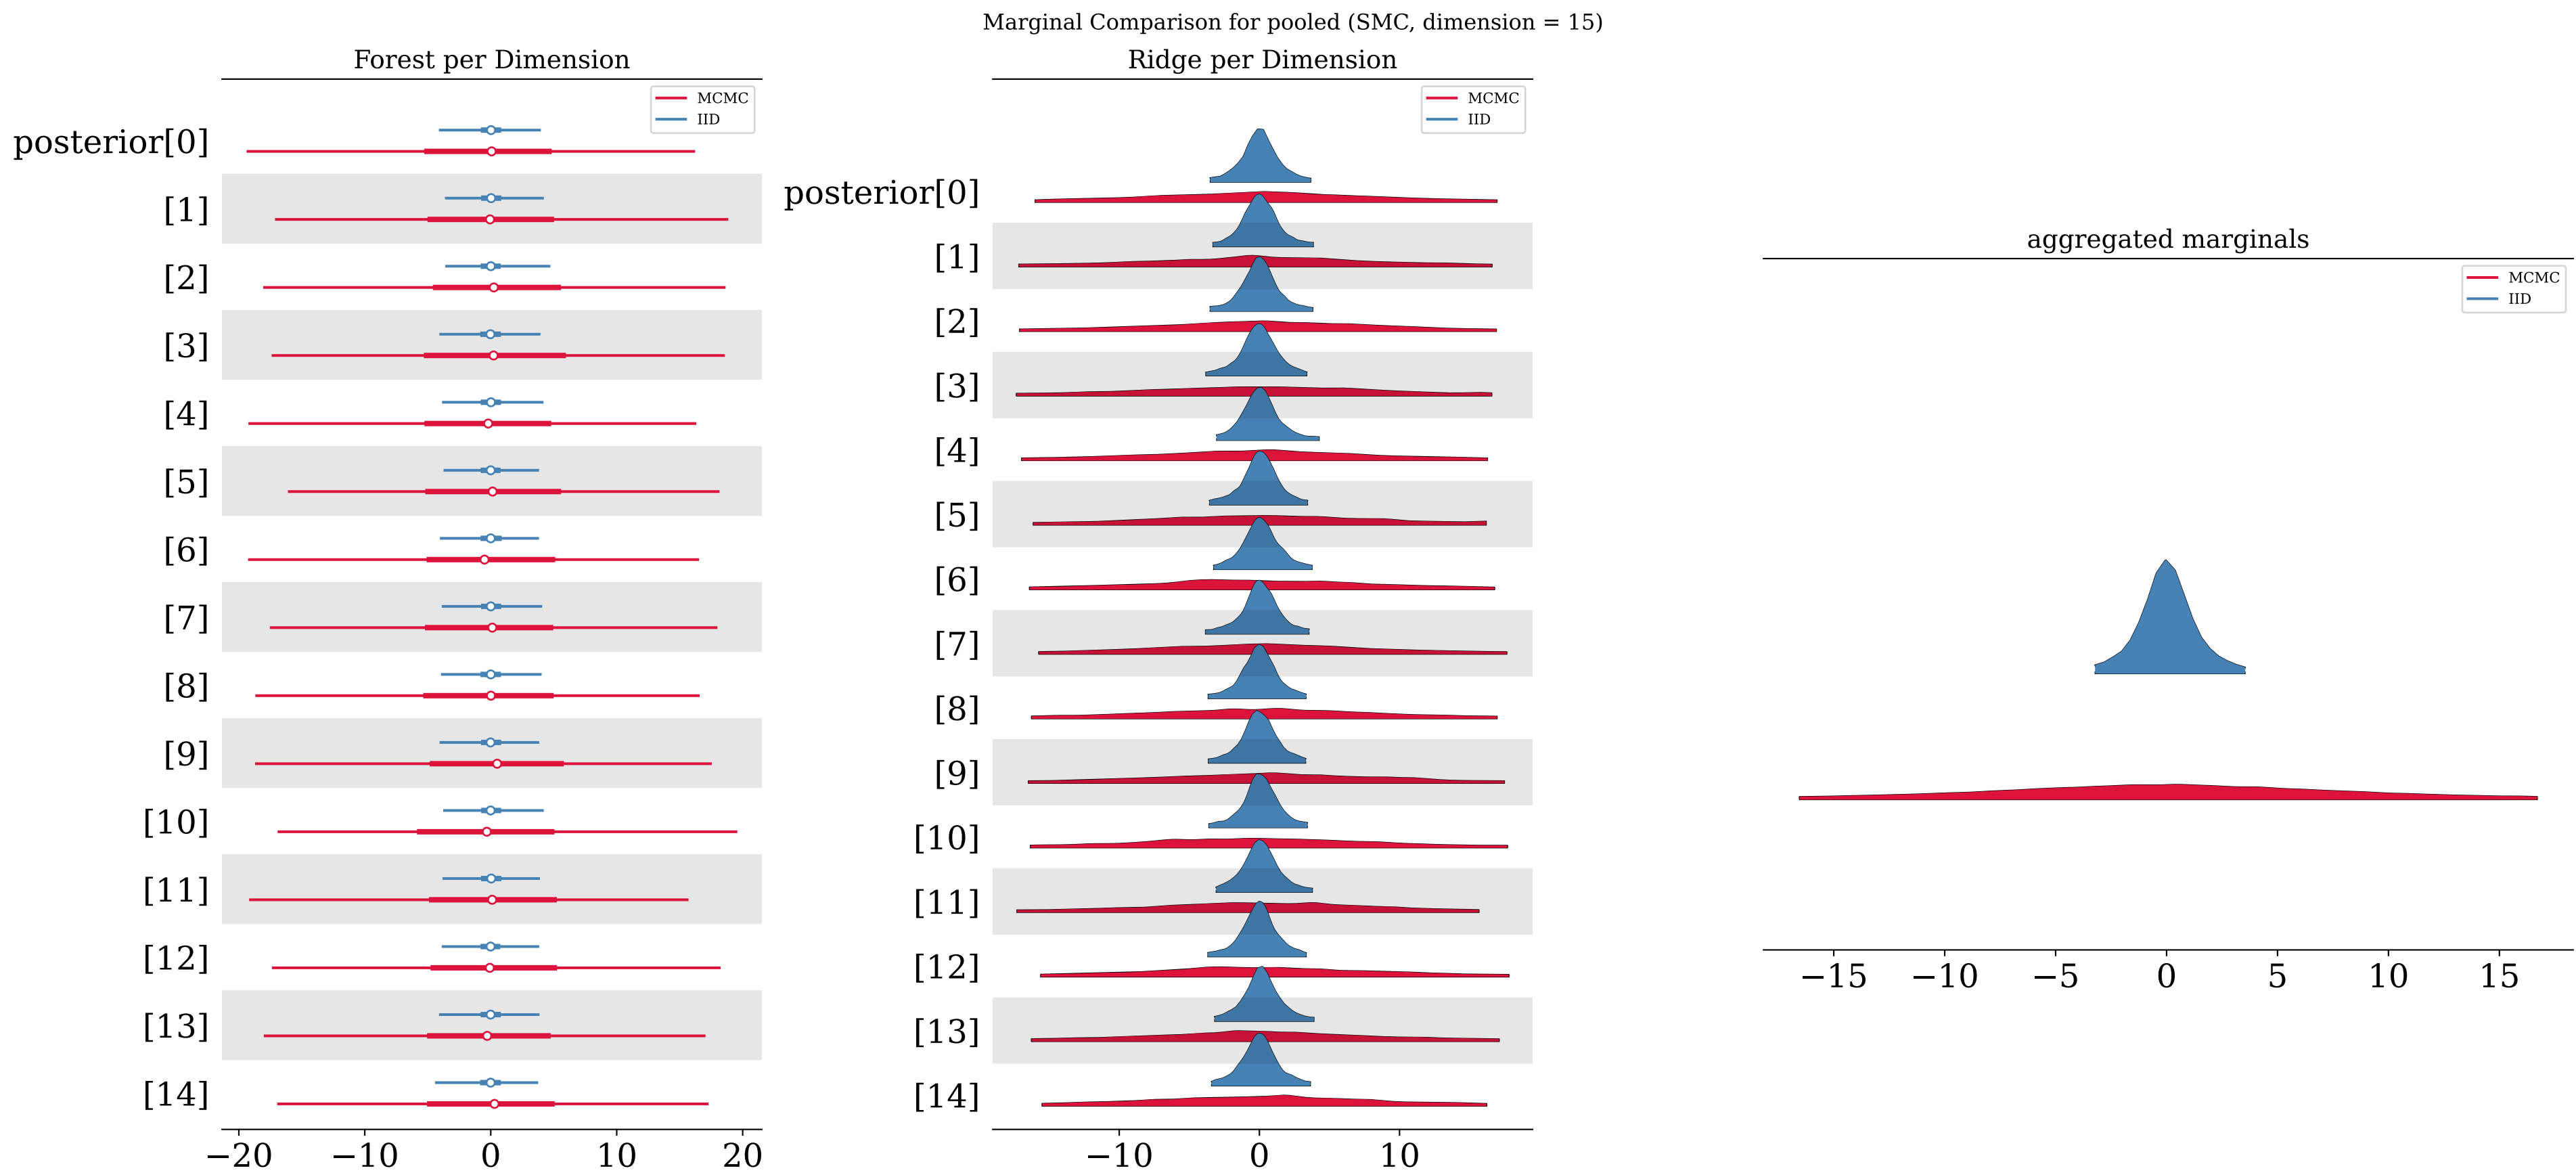 Marginal Comparison for pooled (SMC, dimension = 15)
Forest per Dimension
MCMC
IID
posterior[0]
[1]
[2]
[3]
[4]
[5]
[6]
[7]
[8]
[9]
[10]
[11]
[12]
[13]
[14]
−20 −10 0 10 20
Ridge per Dimension
MCMC
IID
posterior[0]
[1]
[2]
[3]
[4]
[5]
[6]
[7]
[8]
[9]
[10]
[11]
[12]
[13]
[14]
−10 0 10
aggregated marginals
MCMC
IID
−15 −10 −5 0 5 10 15